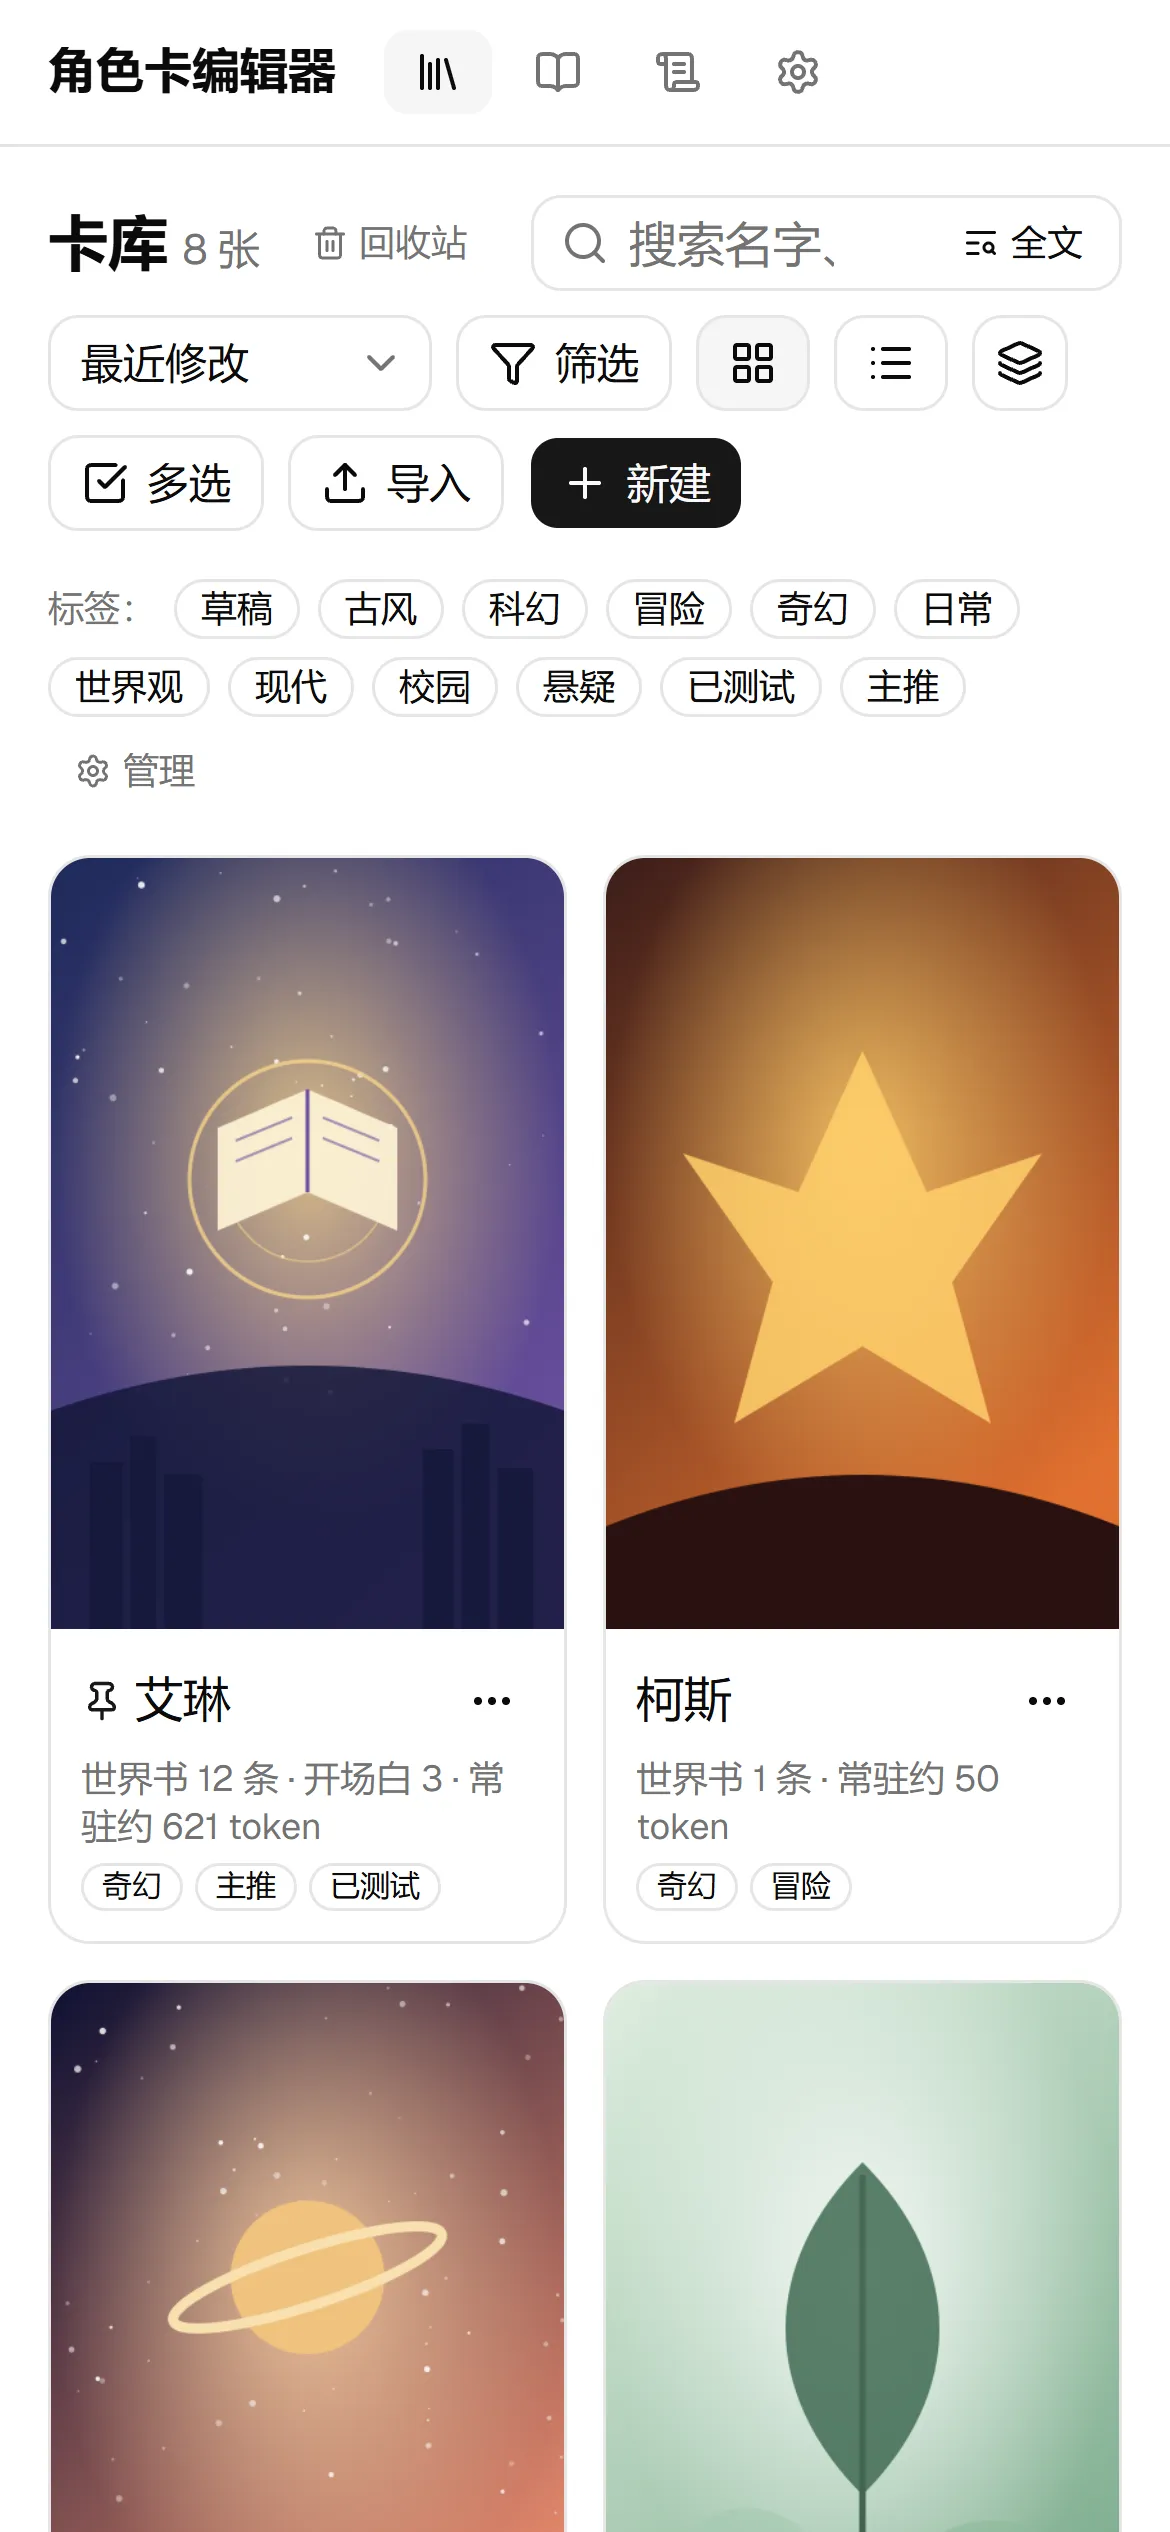 角色卡编辑器
卡库 8 张 回收站 搜索名字、 全文
最近修改 筛选
多选 导入 新建
标签： 草稿 古风 科幻 冒险 奇幻 日常
世界观 现代 校园 悬疑 已测试 主推
管理
艾琳
世界书 12 条 · 开场白 3 · 常
驻约 621 token
奇幻 主推 已测试
柯斯
世界书 1 条 · 常驻约 50
token
奇幻 冒险